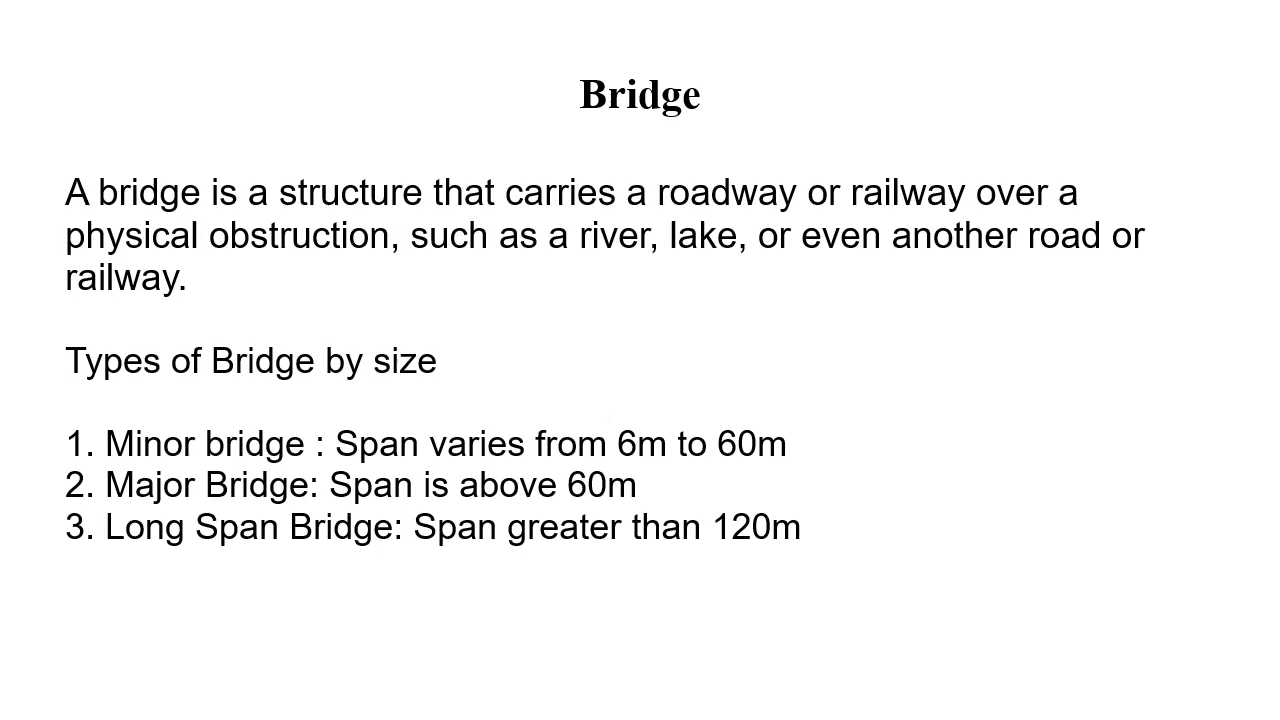 Bridge
A bridge is a structure that carries a roadway or railway over a
physical obstruction, such as a river, lake, or even another road or
railway.
Types of Bridge by size
1. Minor bridge : Span varies from 6m to 60m
2. Major Bridge: Span is above 60m
3. Long Span Bridge: Span greater than 120m